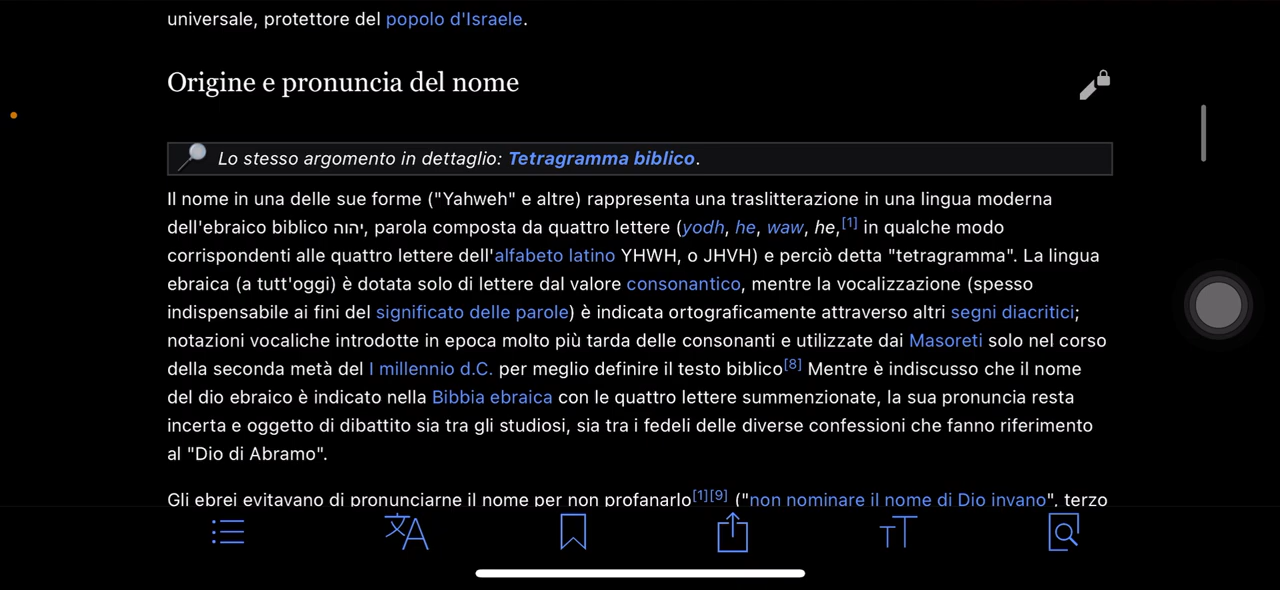 universale, protettore del popolo d'Israele.
Origine e pronuncia del nome
Lo stesso argomento in dettaglio: Tetragramma biblico.
Il nome in una delle sue forme ("Yahweh" e altre) rappresenta una traslitterazione in una lingua moderna
dell'ebraico biblico יהוה, parola composta da quattro lettere (yodh, he, waw, he,[1] in qualche modo
corrispondenti alle quattro lettere dell'alfabeto latino YHWH, o JHVH) e perciò detta "tetragramma". La lingua
ebraica (a tutt'oggi) è dotata solo di lettere dal valore consonantico, mentre la vocalizzazione (spesso
indispensabile ai fini del significato delle parole) è indicata ortograficamente attraverso altri segni diacritici;
notazioni vocaliche introdotte in epoca molto più tarda delle consonanti e utilizzate dai Masoreti solo nel corso
della seconda metà del I millennio d.C. per meglio definire il testo biblico[8] Mentre è indiscusso che il nome
del dio ebraico è indicato nella Bibbia ebraica con le quattro lettere summenzionate, la sua pronuncia resta
incerta e oggetto di dibattito sia tra gli studiosi, sia tra i fedeli delle diverse confessioni che fanno riferimento
al "Dio di Abramo".
Gli ebrei evitavano di pronunciarne il nome per non profanarlo[1][9] ("non nominare il nome di Dio invano", terzo